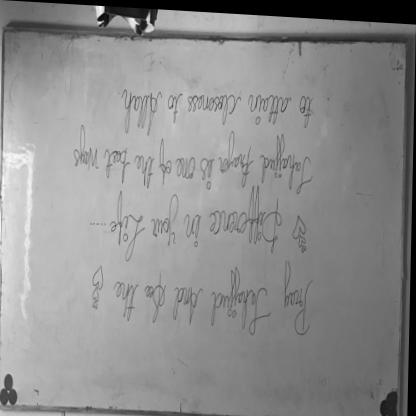 Pray Tahajjud and See the
Difference in your Life.....
Tahajjud prayer is one of the best ways
to attain closeness to Allah.